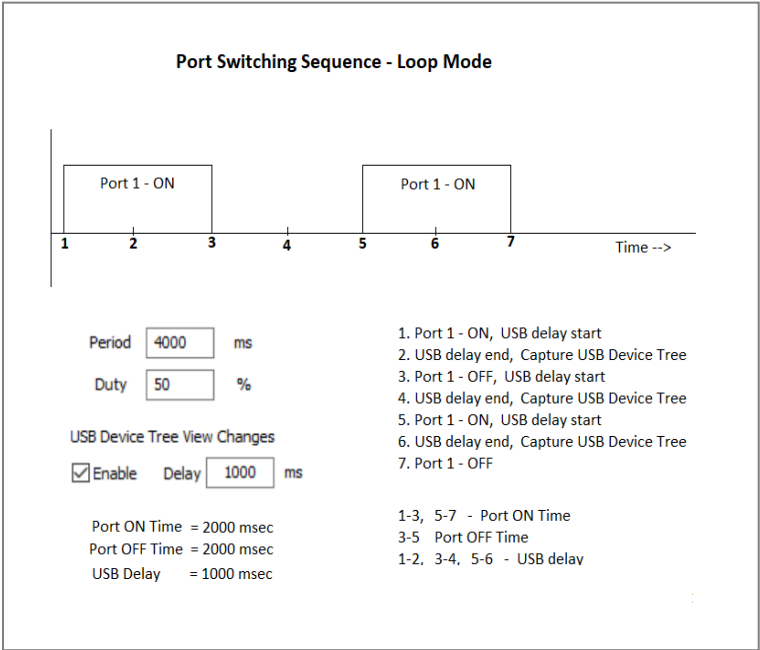 Port Switching Sequence - Loop Mode
Port 1 - ON Port 1 - ON
1 2 3 4 5 6 7 Time -->
Period 4000 ms
Duty 50 %
USB Device Tree View Changes
Enable Delay 1000 ms
Port ON Time = 2000 msec
Port OFF Time = 2000 msec
USB Delay = 1000 msec
1. Port 1 - ON, USB delay start
2. USB delay end, Capture USB Device Tree
3. Port 1 - OFF, USB delay start
4. USB delay end, Capture USB Device Tree
5. Port 1 - ON, USB delay start
6. USB delay end, Capture USB Device Tree
7. Port 1 - OFF
1-3, 5-7 - Port ON Time
3-5 Port OFF Time
1-2, 3-4, 5-6 - USB delay